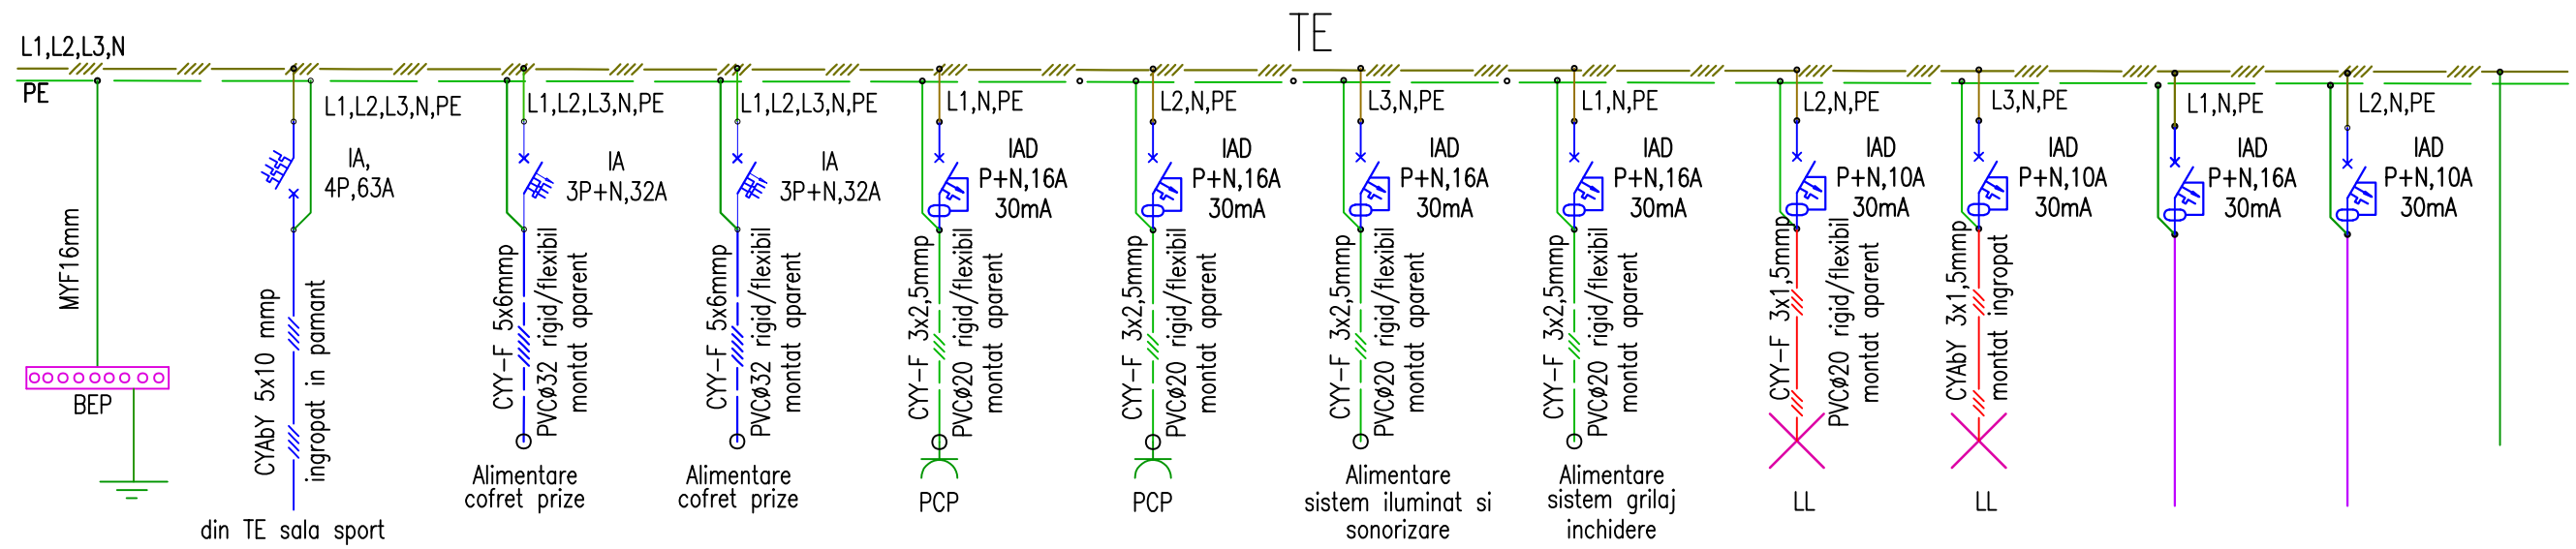 TE
L1,L2,L3,N
PE
MYF16mm
BEP
L1,L2,L3,N,PE
IA,
4P,63A
CYAbY 5x10 mmp
ingropat in pamant
din TE sala sport
L1,L2,L3,N,PE
IA
3P+N,32A
CYY-F 5x6mmp
PVCø32 rigid/flexibil
montat aparent
Alimentare
cofret prize
L1,L2,L3,N,PE
IA
3P+N,32A
CYY-F 5x6mmp
PVCø32 rigid/flexibil
montat aparent
Alimentare
cofret prize
L1,N,PE
IAD
P+N,16A
30mA
CYY-F 3x2,5mmp
PVCø20 rigid/flexibil
montat aparent
PCP
L2,N,PE
IAD
P+N,16A
30mA
CYY-F 3x2,5mmp
PVCø20 rigid/flexibil
montat aparent
PCP
L3,N,PE
IAD
P+N,16A
30mA
CYY-F 3x2,5mmp
PVCø20 rigid/flexibil
montat aparent
Alimentare
sistem iluminat si
sonorizare
L1,N,PE
IAD
P+N,16A
30mA
CYY-F 3x2,5mmp
PVCø20 rigid/flexibil
montat aparent
Alimentare
sistem grilaj
inchidere
L2,N,PE
IAD
P+N,10A
30mA
CYY-F 3x1,5mmp
PVCø20 rigid/flexibil
montat aparent
LL
L3,N,PE
IAD
P+N,10A
30mA
CYAbY 3x1,5mmp
montat ingropat
LL
L1,N,PE
IAD
P+N,16A
30mA
L2,N,PE
IAD
P+N,10A
30mA